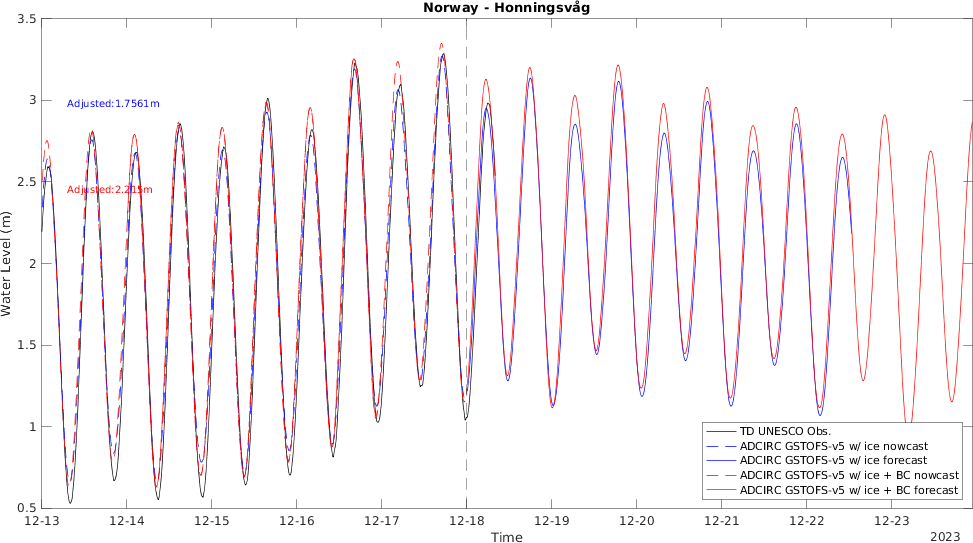 Norway - Honningsvåg
3.5
3
2.5
2
1.5
1
0.5
Water Level (m)
Adjusted:1.7561m
Adjusted:2.215m
TD UNESCO Obs.
ADCIRC GSTOFS-v5 w/ ice nowcast
ADCIRC GSTOFS-v5 w/ ice forecast
ADCIRC GSTOFS-v5 w/ ice + BC nowcast
ADCIRC GSTOFS-v5 w/ ice + BC forecast
12-13 12-14 12-15 12-16 12-17 12-18 12-19 12-20 12-21 12-22 12-23
Time
2023